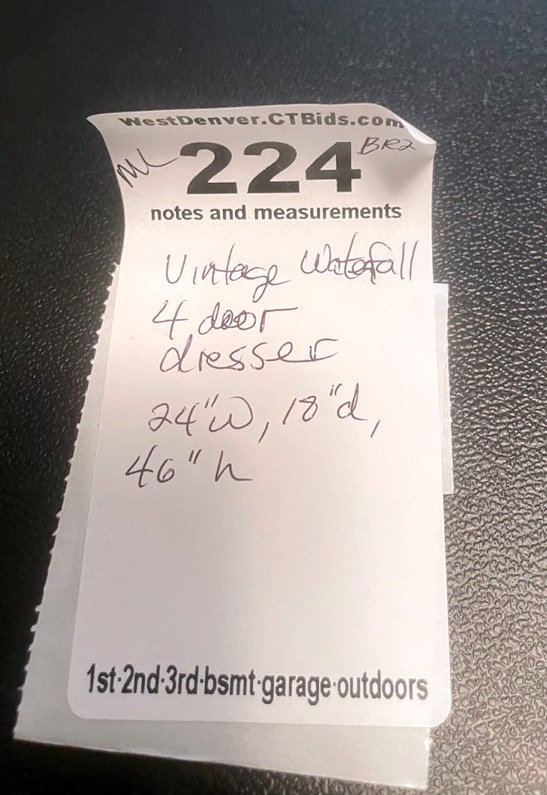 WestDenver.CTBids.com
ML 224 BR2
notes and measurements
Vintage Waterfall
4 door
dresser
24"W, 18"d,
46"h
1st·2nd·3rd·bsmt·garage·outdoors